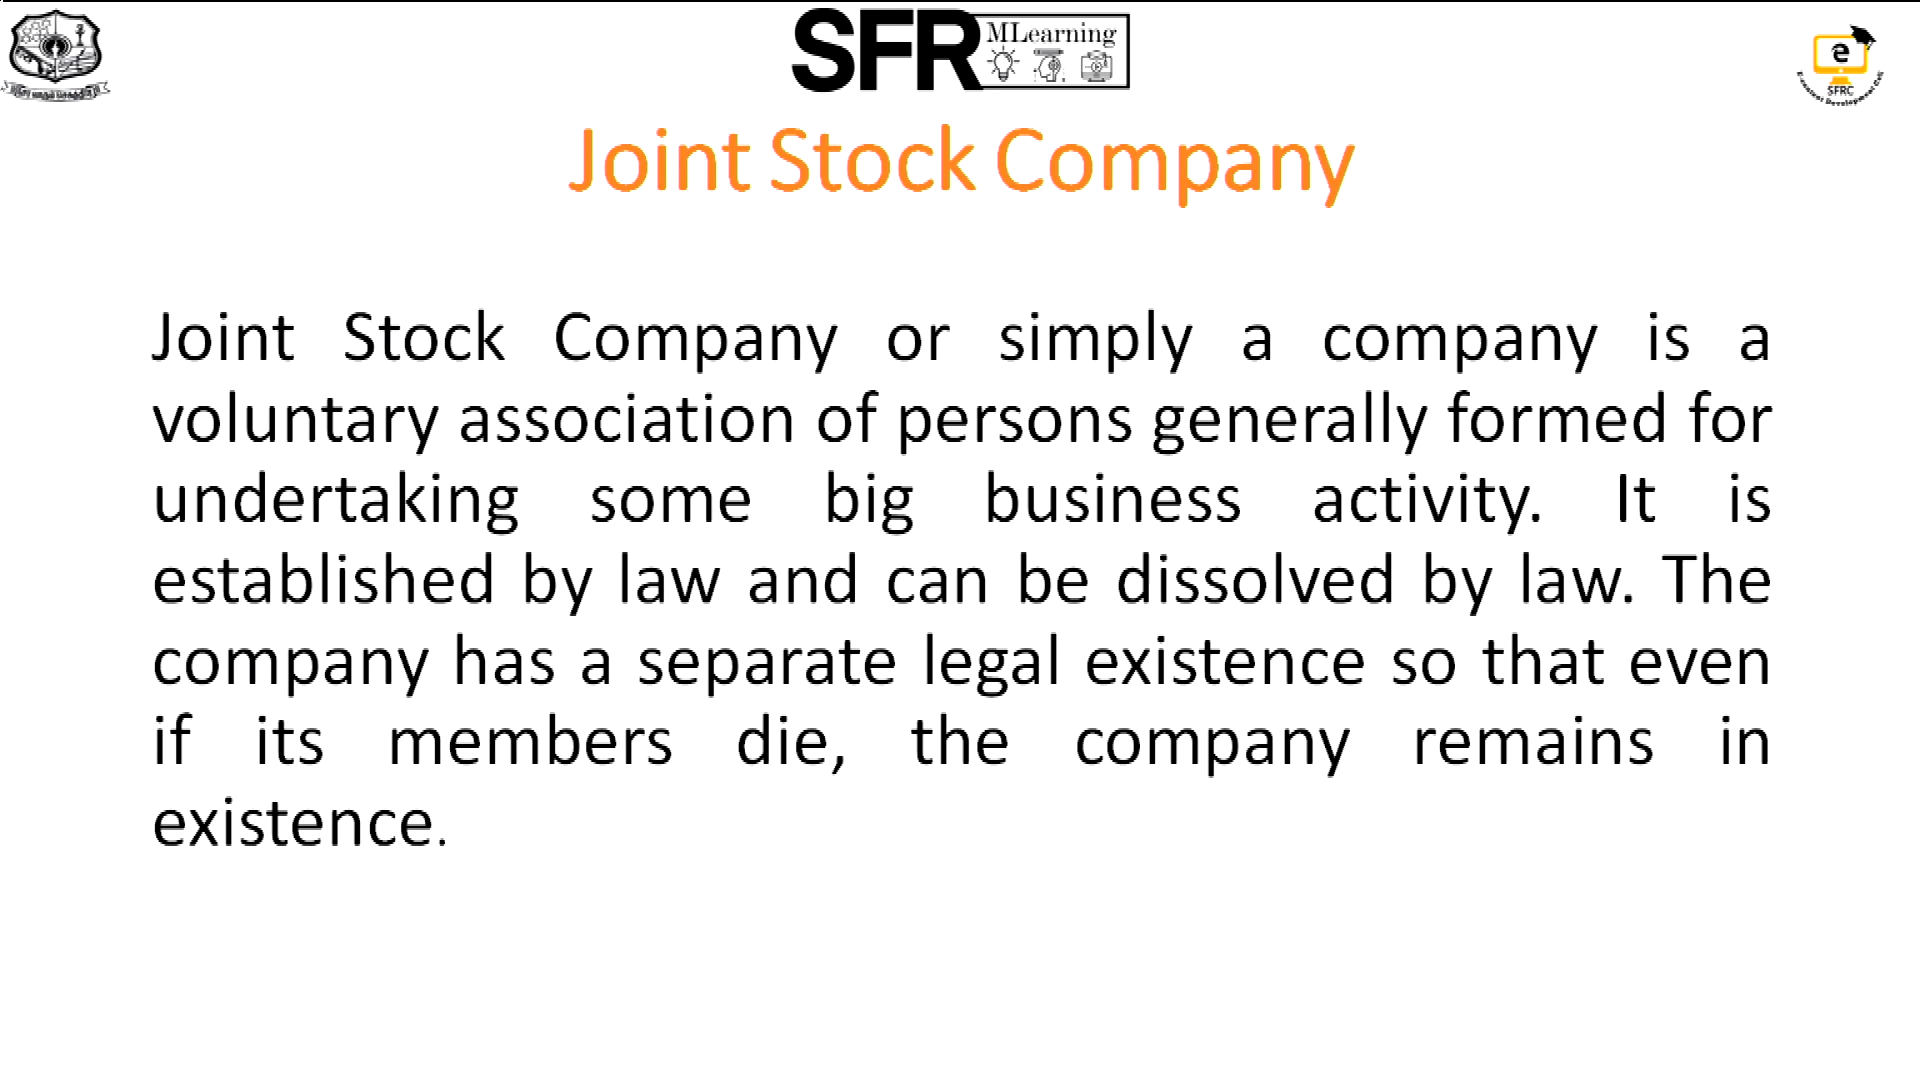 SFR MLearning
e
SFRC
Joint Stock Company
Joint Stock Company or simply a company is a
voluntary association of persons generally formed for
undertaking some big business activity. It is
established by law and can be dissolved by law. The
company has a separate legal existence so that even
if its members die, the company remains in
existence.